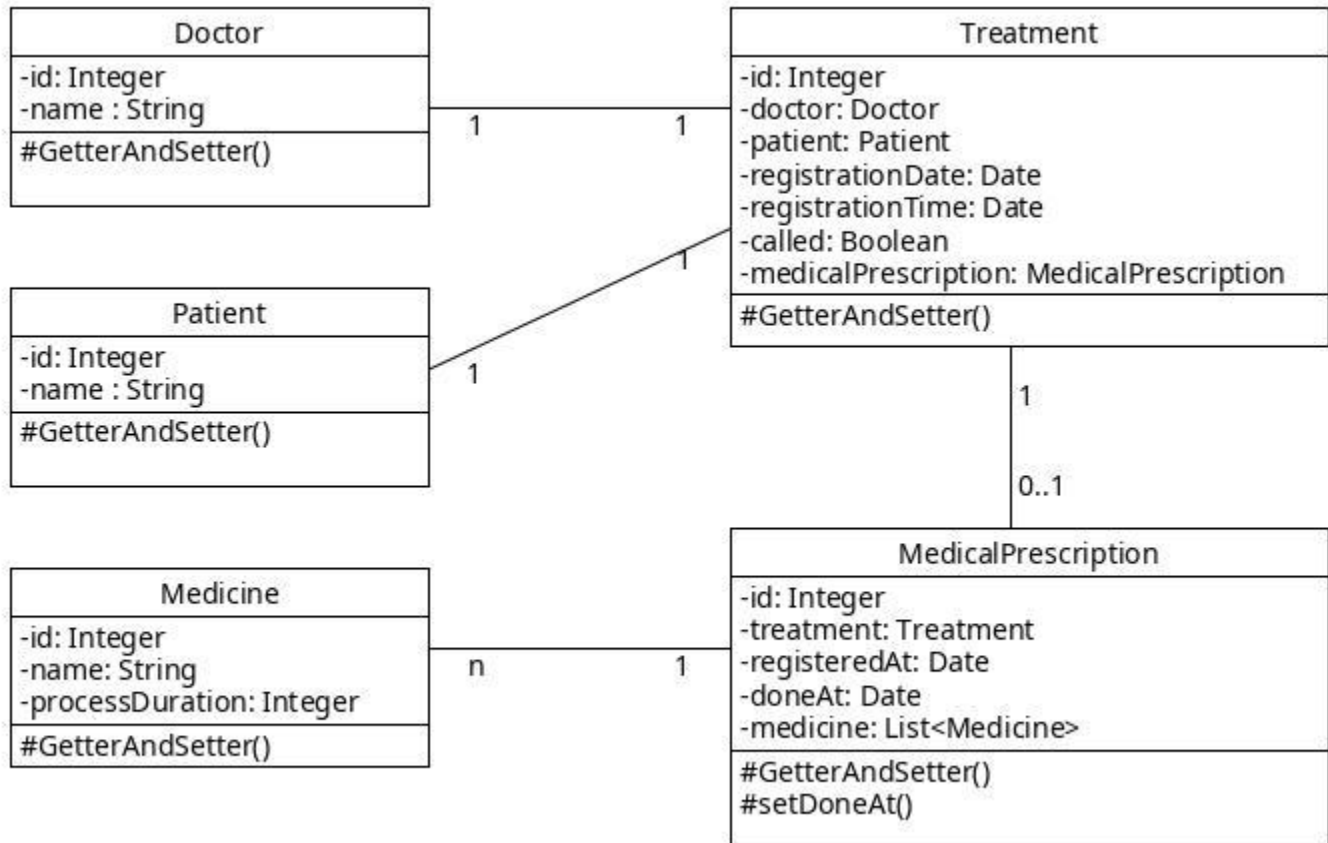 Doctor
-id: Integer
-name : String
#GetterAndSetter()
1
1
Treatment
-id: Integer
-doctor: Doctor
-patient: Patient
-registrationDate: Date
-registrationTime: Date
-called: Boolean
-medicalPrescription: MedicalPrescription
#GetterAndSetter()
Patient
-id: Integer
-name : String
#GetterAndSetter()
1
1
1
0..1
Medicine
-id: Integer
-name: String
-processDuration: Integer
#GetterAndSetter()
n
1
MedicalPrescription
-id: Integer
-treatment: Treatment
-registeredAt: Date
-doneAt: Date
-medicine: List<Medicine>
#GetterAndSetter()
#setDoneAt()